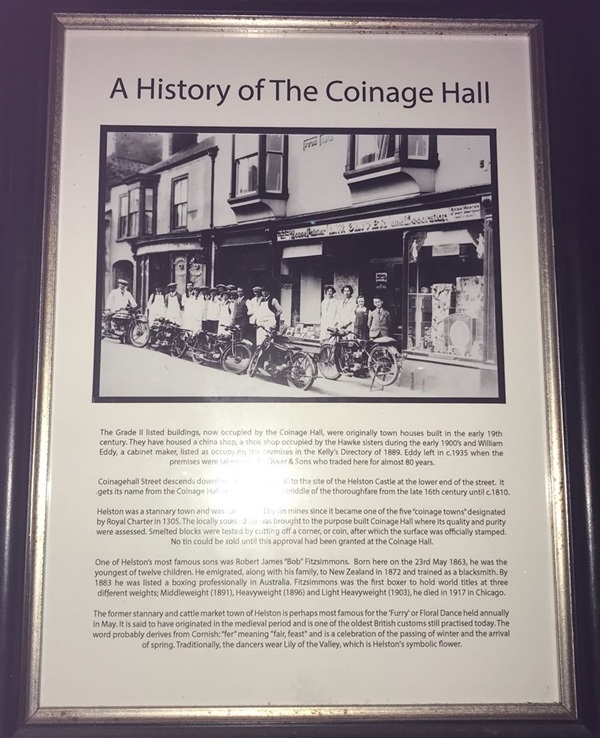 A History of The Coinage Hall
House Painter OLIVER and Decorator
The Grade II listed buildings, now occupied by the Coinage Hall, were originally town houses built in the early 19th
century. They have housed a china shop, a shoe shop occupied by the Hawke sisters during the early 1900's and William
Eddy, a cabinet maker, listed as occupying the premises in the Kelly's Directory of 1889. Eddy left in c.1935 when the
premises were Oliver & Sons who traded here for almost 80 years.
Coinagehall Street descends to the site of the Helston Castle at the lower end of the street. It
gets its name from the Coinage Hall middle of the thoroughfare from the late 16th century until c.1810.
Helston was a stannary town and was tin mines since it became one of the five "coinage towns" designated
by Royal Charter in 1305. The locally brought to the purpose built Coinage Hall where its quality and purity
were assessed. Smelted blocks were tested by cutting off a corner, or coin, after which the surface was officially stamped.
No tin could be sold until this approval had been granted at the Coinage Hall.
One of Helston's most famous sons was Robert James "Bob" Fitzsimmons. Born here on the 23rd May 1863, he was the
youngest of twelve children. He emigrated, along with his family, to New Zealand in 1872 and trained as a blacksmith. By
1883 he was listed a boxing professionally in Australia. Fitzsimmons was the first boxer to hold world titles at three
different weights; Middleweight (1891), Heavyweight (1896) and Light Heavyweight (1903), he died in 1917 in Chicago.
The former stannary and cattle market town of Helston is perhaps most famous for the 'Furry' or Floral Dance held annually
in May. It is said to have originated in the medieval period and is one of the oldest British customs still practised today. The
word probably derives from Cornish: "fer" meaning "fair, feast" and is a celebration of the passing of winter and the arrival
of spring. Traditionally, the dancers wear Lily of the Valley, which is Helston's symbolic flower.